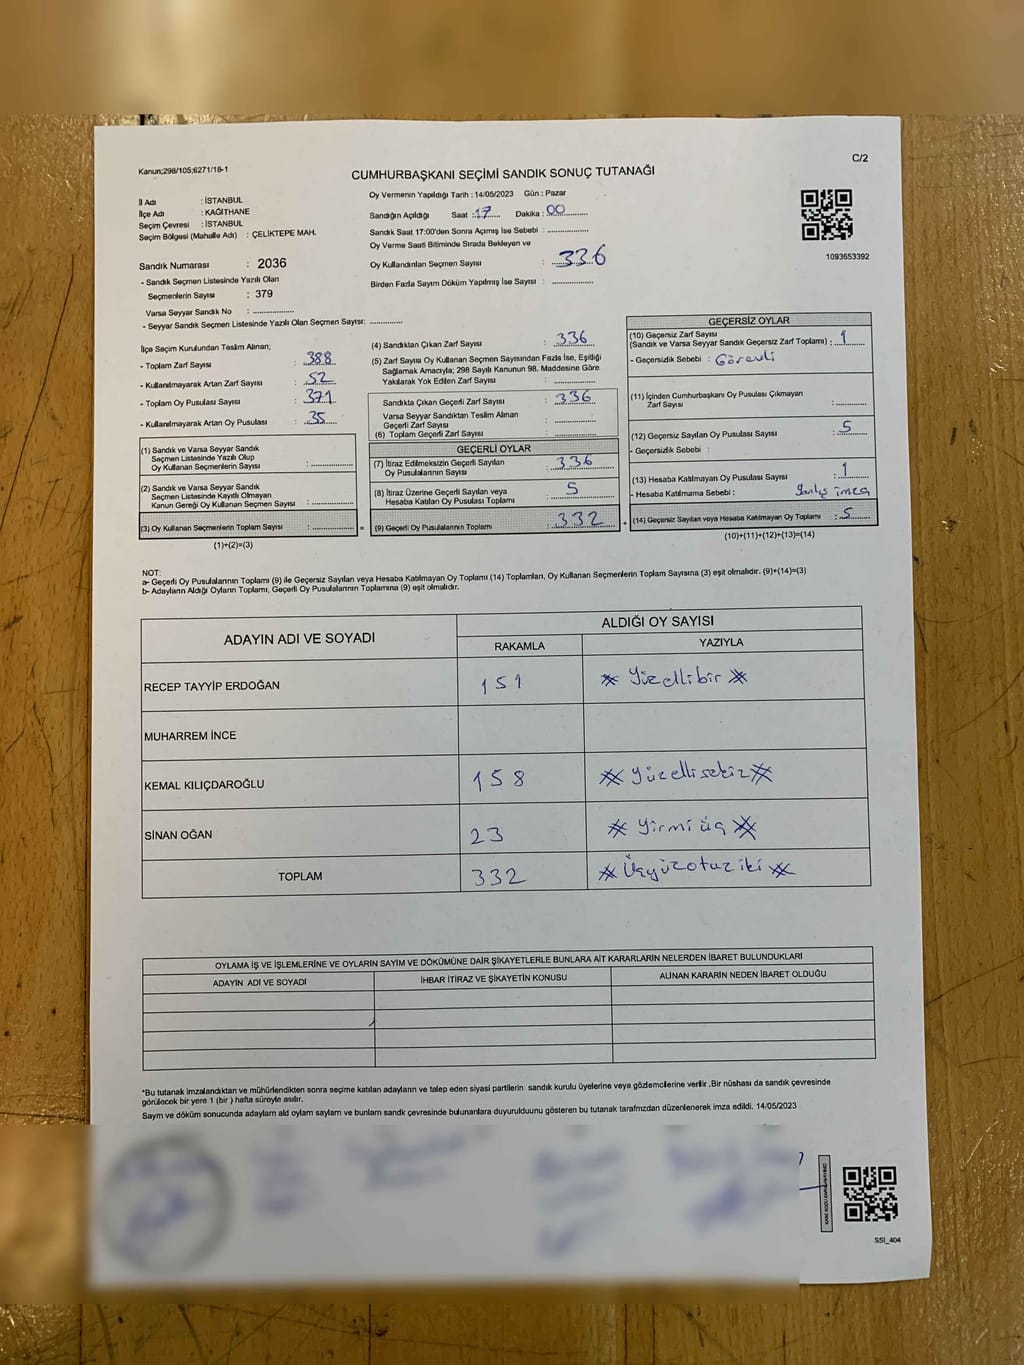 C/2
Kanun;298/105;6271/18-1
CUMHURBAŞKANI SEÇİMİ SANDIK SONUÇ TUTANAĞI
İl Adı : İSTANBUL
İlçe Adı : KAĞITHANE
Seçim Çevresi : İSTANBUL
Seçim Bölgesi (Mahalle Adı) : ÇELİKTEPE MAH.
Sandık Numarası : 2036
- Sandık Seçmen Listesinde Yazılı Olan
Seçmenlerin Sayısı : 379
Varsa Seyyar Sandık No :
- Seyyar Sandık Seçmen Listesinde Yazılı Olan Seçmen Sayısı:
Oy Vermenin Yapıldığı Tarih : 14/05/2023 Gün : Pazar
Sandığın Açıldığı Saat : 17 Dakika : 00
Sandık Saat 17:00'den Sonra Açımış İse Sebebi :
Oy Verme Saati Bitiminde Sırada Bekleyen ve
Oy Kullandırılan Seçmen Sayısı : 336
Birden Fazla Sayım Döküm Yapılmış İse Sayısı :
1093653392
İlçe Seçim Kurulundan Teslim Alınan;
- Toplam Zarf Sayısı : 388
- Kullanılmayarak Artan Zarf Sayısı : 52
- Toplam Oy Pusulası Sayısı : 371
- Kullanılmayarak Artan Oy Pusulası : 35
(1) Sandık ve Varsa Seyyar Sandık
Seçmen Listesinde Yazılı Olup
Oy Kullanan Seçmenlerin Sayısı :
(2) Sandık ve Varsa Seyyar Sandık
Seçmen Listesinde Kayıtlı Olmayan
Kanun Gereği Oy Kullanan Seçmen Sayısı :
(3) Oy Kullanan Seçmenlerin Toplam Sayısı : =
(1)+(2)=(3)
(4) Sandıktan Çıkan Zarf Sayısı : 336
(5) Zarf Sayısı Oy Kullanan Seçmen Sayısından Fazla İse, Eşitliği
Sağlamak Amacıyla; 298 Sayılı Kanunun 98. Maddesine Göre
Yakılarak Yok Edilen Zarf Sayısı :
Sandıkta Çıkan Geçerli Zarf Sayısı : 336
Varsa Seyyar Sandıktan Teslim Alınan
Geçerli Zarf Sayısı :
(6) Toplam Geçerli Zarf Sayısı :
GEÇERLİ OYLAR
(7) İtiraz Edilmeksizin Geçerli Sayılan
Oy Pusulalarının Sayısı : 336
(8) İtiraz Üzerine Geçerli Sayılan veya
Hesaba Katılan Oy Pusulası Toplamı : 5
(9) Geçerli Oy Pusulalarının Toplamı : 332 +
GEÇERSİZ OYLAR
(10) Geçersiz Zarf Sayısı
(Sandık ve Varsa Seyyar Sandık Geçersiz Zarf Toplamı) : 1
- Geçersizlik Sebebi : Görevli
(11) İçinden Cumhurbaşkanı Oy Pusulası Çıkmayan
Zarf Sayısı :
(12) Geçersiz Sayılan Oy Pusulası Sayısı : 5
- Geçersizlik Sebebi :
(13) Hesaba Katılmayan Oy Pusulası Sayısı : 1
- Hesaba Katılmama Sebebi : Yanlış imza
(14) Geçersiz Sayılan veya Hesaba Katılmayan Oy Toplamı : 5
(10)+(11)+(12)+(13)=(14)
NOT:
a- Geçerli Oy Pusulalarının Toplamı (9) ile Geçersiz Sayılan veya Hesaba Katılmayan Oy Toplamı (14) Toplamları, Oy Kullanan Seçmenlerin Toplam Sayısına (3) eşit olmalıdır. (9)+(14)=(3)
b- Adayların Aldığı Oyların Toplamı, Geçerli Oy Pusulalarının Toplamına (9) eşit olmalıdır.
ADAYIN ADI VE SOYADI ALDIĞI OY SAYISI
RAKAMLA YAZIYLA
RECEP TAYYİP ERDOĞAN 151 Yüzellibir
MUHARREM İNCE
KEMAL KILIÇDAROĞLU 158 Yüzellisekiz
SİNAN OĞAN 23 Yirmi üç
TOPLAM 332 Üçyüzotuz iki
OYLAMA İŞ VE İŞLEMLERİNE VE OYLARIN SAYIM VE DÖKÜMÜNE DAİR ŞİKAYETLERLE BUNLARA AİT KARARLARIN NELERDEN İBARET BULUNDUKLARI
ADAYIN ADI VE SOYADI İHBAR İTİRAZ VE ŞİKAYETİN KONUSU ALINAN KARARIN NEDEN İBARET OLDUĞU
*Bu tutanak imzalandıktan ve mühürlendikten sonra seçime katılan adayların ve talep eden siyasi partilerin sandık kurulu üyelerine veya gözlemcilerine verilir .Bir nüshası da sandık çevresinde
görülecek bir yere 1 (bir ) hafta süreyle asılır.
Sayım ve döküm sonucunda adayların ald oyların sayların ve bunların sandık çevresinde bulunanlara duyurulduunu gösteren bu tutanak tarafımızdan düzenlenerek imza edildi. 14/05/2023
SSI_404